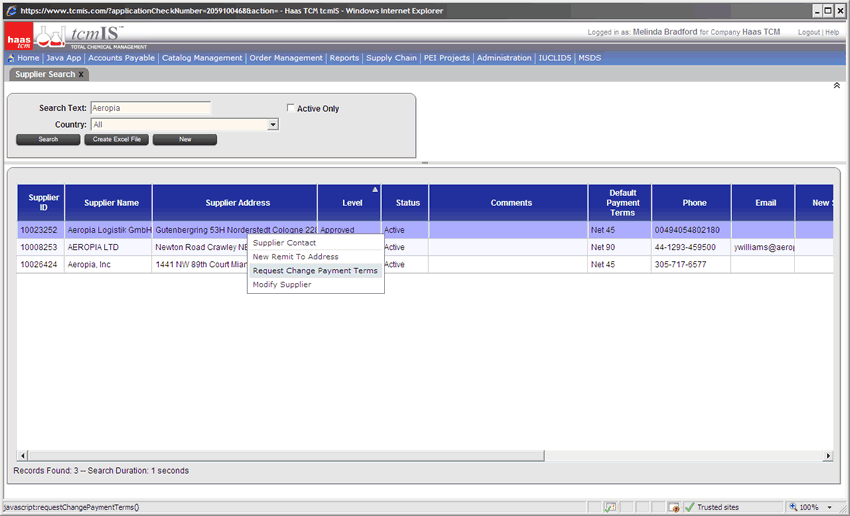 https://www.tcmis.com/?applicationCheckNumber=2059100468&action= - Haas TCM tcmIS - Windows Internet Explorer
haas tcm
tcmIS™
TOTAL CHEMICAL MANAGEMENT
Logged in as: Melinda Bradford for Company Haas TCM
Logout | Help
Home | Java App | Accounts Payable | Catalog Management | Order Management | Reports | Supply Chain | PEI Projects | Administration | IUCLIDS | MSDS
Supplier Search x
Search Text: Aeropia
Active Only
Country: All
Search Create Excel File New
Supplier ID Supplier Name Supplier Address Level Status Comments Default Payment Terms Phone Email New S
10023252 Aeropia Logistik GmbH Gutenbergring 53H Norderstedt Cologne 228 Approved Active Net 45 00494054802180
10008253 AEROPIA LTD Newton Road Crawley NE Active Net 90 44-1293-459500 ywilliams@aerop
10026424 Aeropia, Inc 1441 NW 89th Court Miam Active Net 45 305-717-6577
Supplier Contact
New Remit To Address
Request Change Payment Terms
Modify Supplier
Records Found: 3 -- Search Duration: 1 seconds
javascript:requestChangePaymentTerms()
Trusted sites
100%